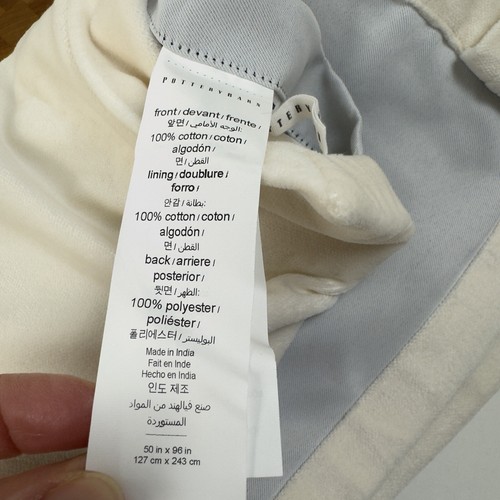 POTTERYBARN
front / devant / frente /
앞면 / الوجه الأمامي:
100% cotton / coton /
algodón /
면 / القطن
lining / doublure /
forro /
안감 / بطانة:
100% cotton / coton /
algodón /
면 / القطن
back / arriere /
posterior /
뒷면 / الظهر:
100% polyester /
poliéster /
폴리에스터 / البوليستر
Made in India
Fait en Inde
Hecho en Inde
인도 제조
صنع فيالهند من المواد
المستوردة
50 in x 96 in
127 cm x 243 cm